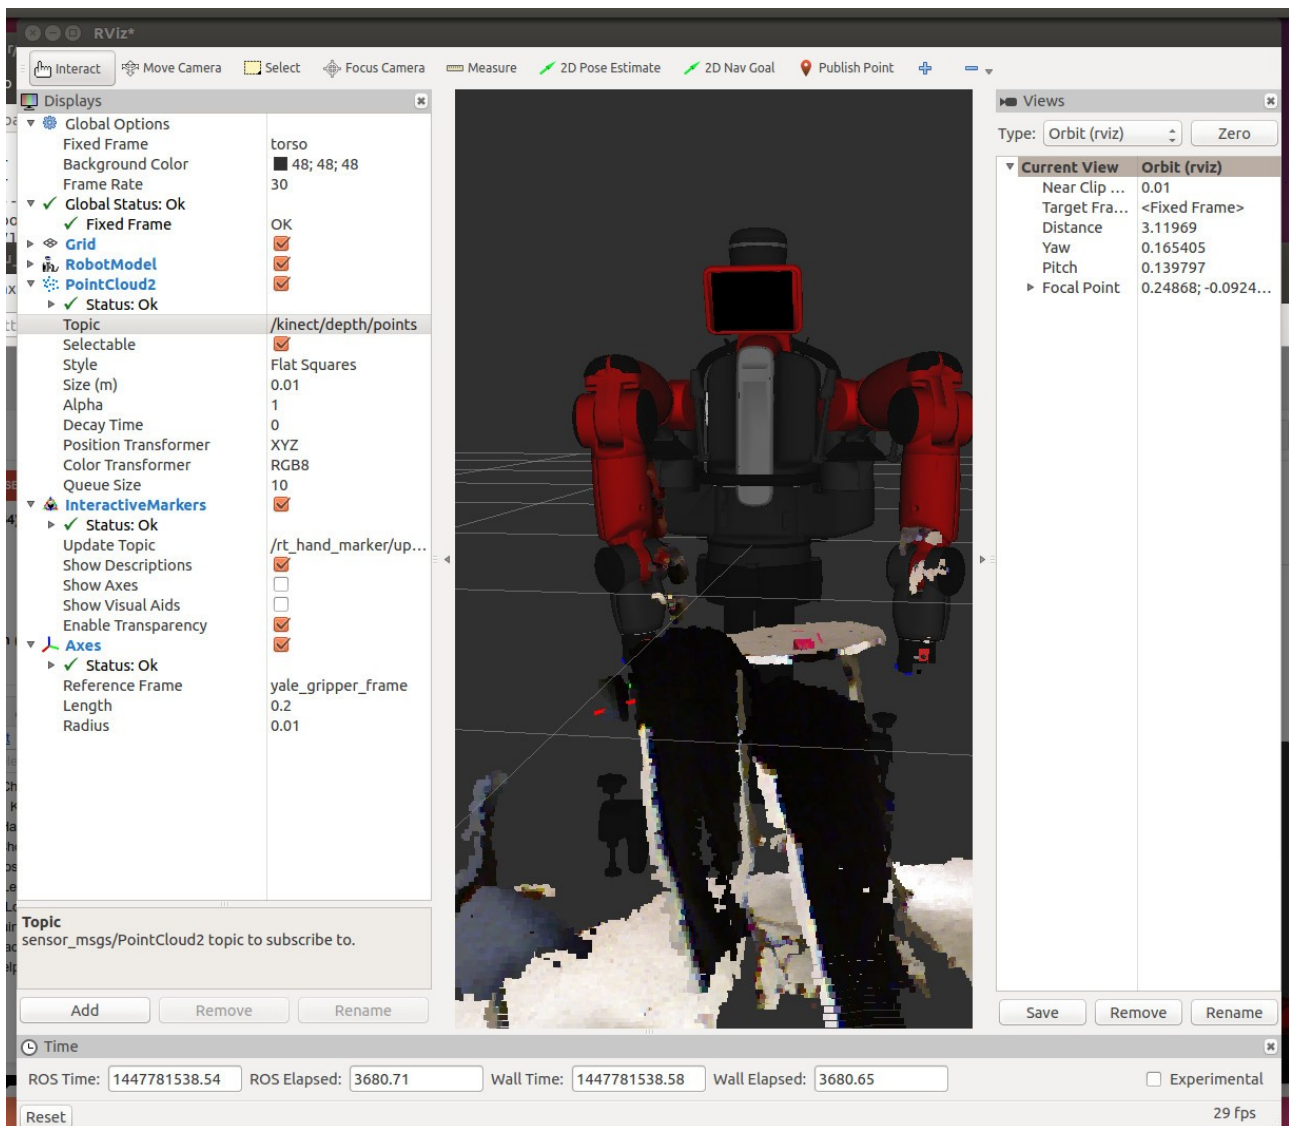 RViz*
Interact Move Camera Select Focus Camera Measure 2D Pose Estimate 2D Nav Goal Publish Point
Displays
Global Options
Fixed Frame torso
Background Color 48; 48; 48
Frame Rate 30
Global Status: Ok
Fixed Frame OK
Grid
RobotModel
PointCloud2
Status: Ok
Topic /kinect/depth/points
Selectable
Style Flat Squares
Size (m) 0.01
Alpha 1
Decay Time 0
Position Transformer XYZ
Color Transformer RGB8
Queue Size 10
InteractiveMarkers
Status: Ok
Update Topic /rt_hand_marker/up...
Show Descriptions
Show Axes
Show Visual Aids
Enable Transparency
Axes
Status: Ok
Reference Frame yale_gripper_frame
Length 0.2
Radius 0.01
Topic
sensor_msgs/PointCloud2 topic to subscribe to.
Add Remove Rename
Views
Type: Orbit (rviz) Zero
Current View Orbit (rviz)
Near Clip ... 0.01
Target Fra... <Fixed Frame>
Distance 3.11969
Yaw 0.165405
Pitch 0.139797
Focal Point 0.24868; -0.0924...
Save Remove Rename
Time
ROS Time: 1447781538.54 ROS Elapsed: 3680.71 Wall Time: 1447781538.58 Wall Elapsed: 3680.65 Experimental
Reset 29 fps